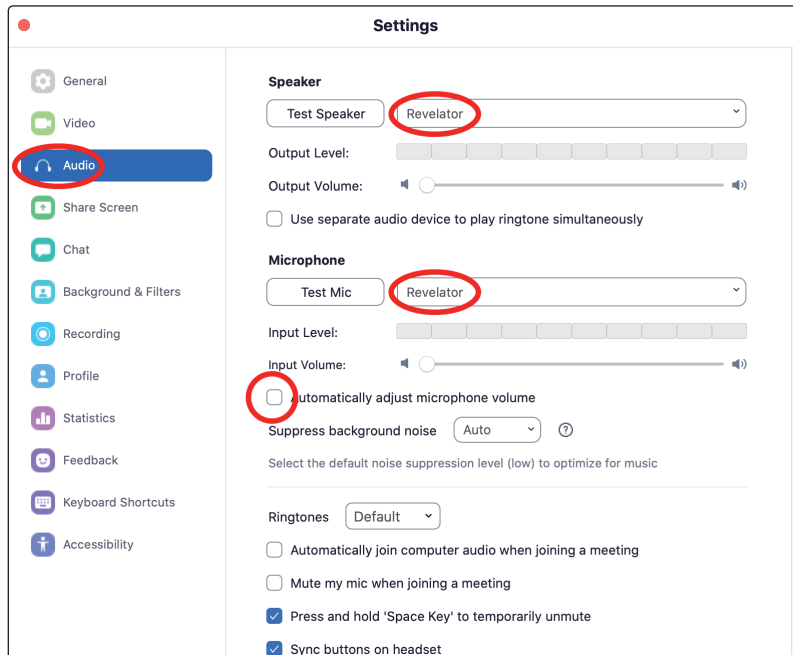 Settings
General
Video
Audio
Share Screen
Chat
Background & Filters
Recording
Profile
Statistics
Feedback
Keyboard Shortcuts
Accessibility
Speaker
Test Speaker Revelator
Output Level:
Output Volume:
Use separate audio device to play ringtone simultaneously
Microphone
Test Mic Revelator
Input Level:
Input Volume:
Automatically adjust microphone volume
Suppress background noise Auto ?
Select the default noise suppression level (low) to optimize for music
Ringtones Default
Automatically join computer audio when joining a meeting
Mute my mic when joining a meeting
Press and hold 'Space Key' to temporarily unmute
Sync buttons on headset